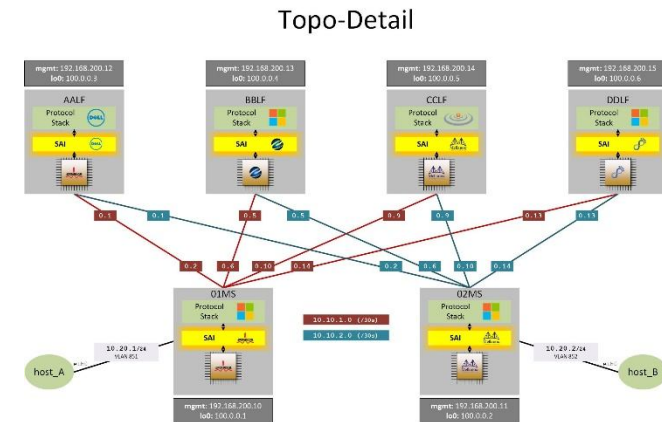 Topo-Detail
mgmt: 192.168.200.12
lo0: 100.0.0.3
mgmt: 192.168.200.13
lo0: 100.0.0.4
mgmt: 192.168.200.14
lo0: 100.0.0.5
mgmt: 192.168.200.15
lo0: 100.0.0.6
AALF
Protocol
Stack
DELL
SAI
DELL
BBLF
Protocol
Stack
SAI
CCLF
Protocol
Stack
SAI
DDLF
Protocol
Stack
SAI
0.1
0.1
0.5
0.5
0.9
0.9
0.13
0.13
0.2
0.6
0.10
0.14
0.2
0.6
0.10
0.14
01MS
Protocol
Stack
SAI
10.10.1.0 (/30s)
10.10.2.0 (/30s)
02MS
Protocol
Stack
SAI
host_A
10.20.1/24
VLAN 851
10.20.2/24
VLAN 852
host_B
mgmt: 192.168.200.10
lo0: 100.0.0.1
mgmt: 192.168.200.11
lo0: 100.0.0.2